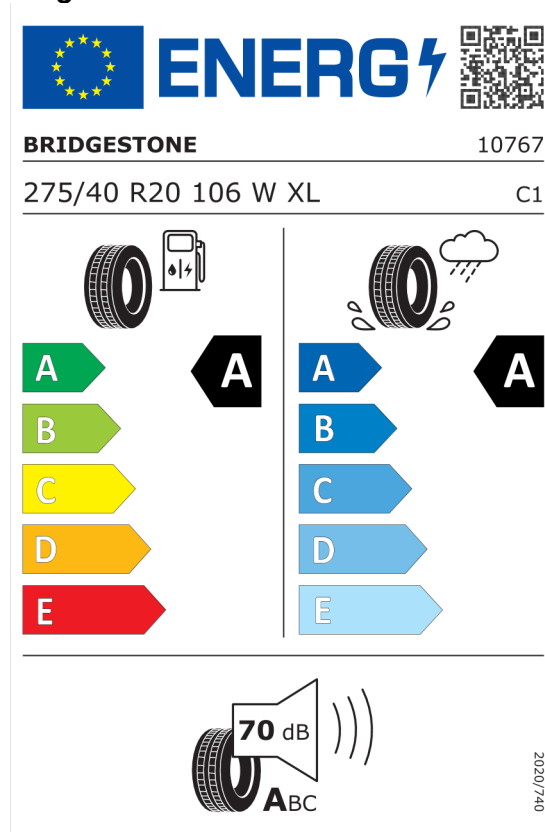 ENERG
BRIDGESTONE 10767
275/40 R20 106 W XL C1
A A A A
B B
C C
D D
E E
70 dB
ABC
2020/740